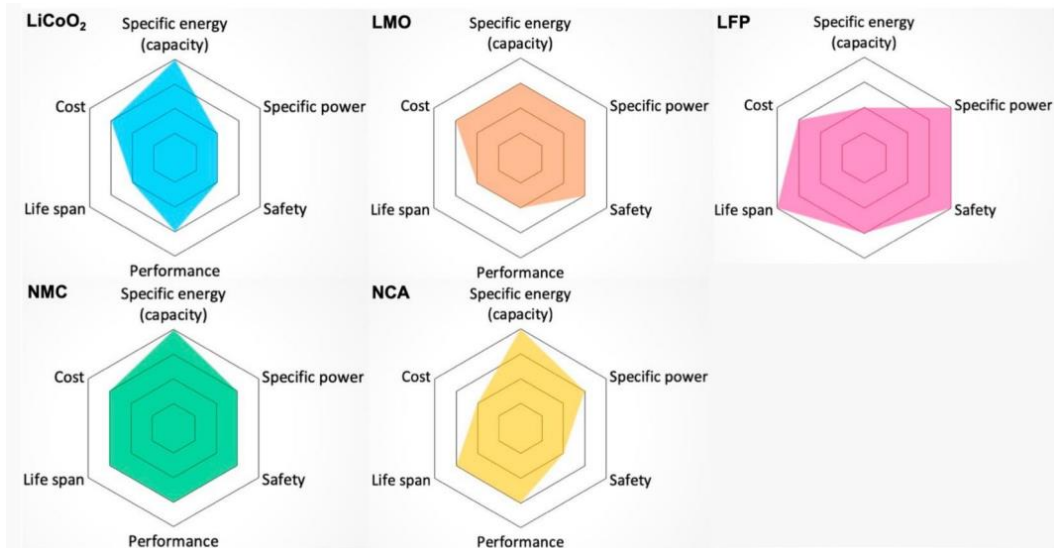 LiCoO₂
Specific energy
(capacity)
Cost
Specific power
Life span
Safety
Performance
LMO
Specific energy
(capacity)
Cost
Specific power
Life span
Safety
Performance
LFP
Specific energy
(capacity)
Cost
Specific power
Life span
Safety
NMC
Specific energy
(capacity)
Cost
Specific power
Life span
Safety
Performance
NCA
Specific energy
(capacity)
Cost
Specific power
Life span
Safety
Performance